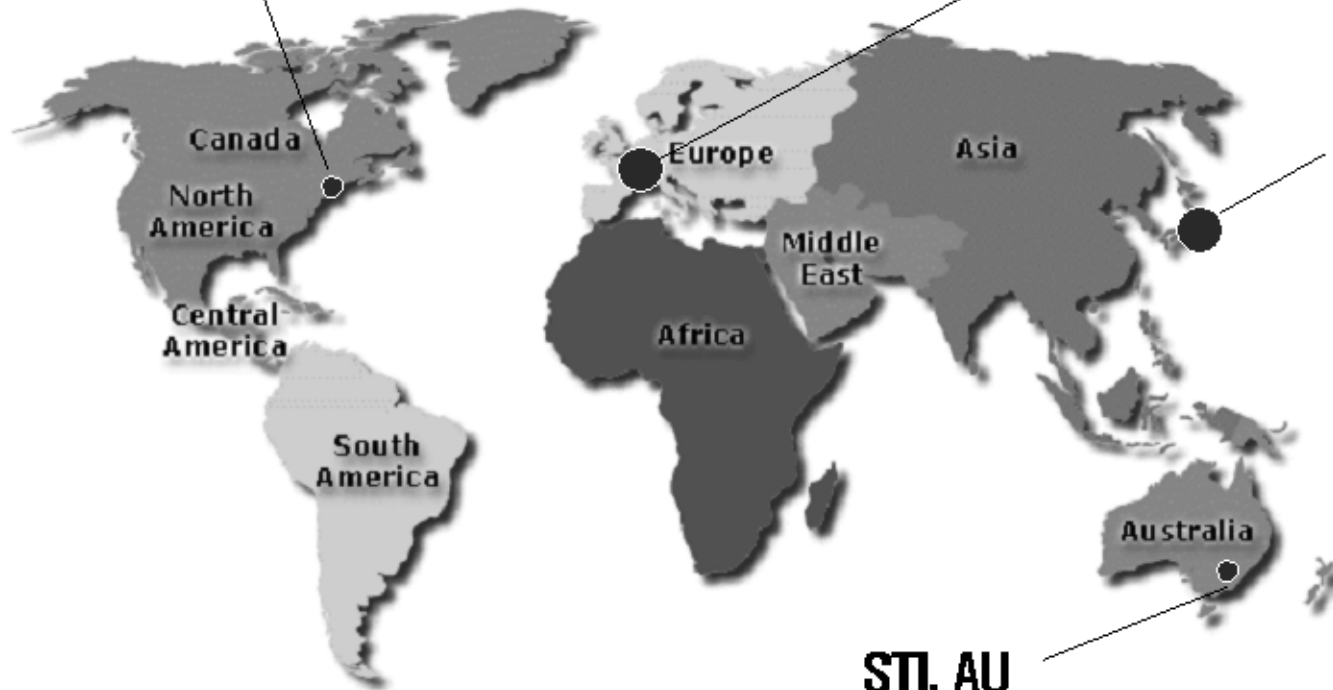 Canada
Europe
Asia
North
America
Middle
East
Central
America
Africa
South
America
Australia
STI. AU